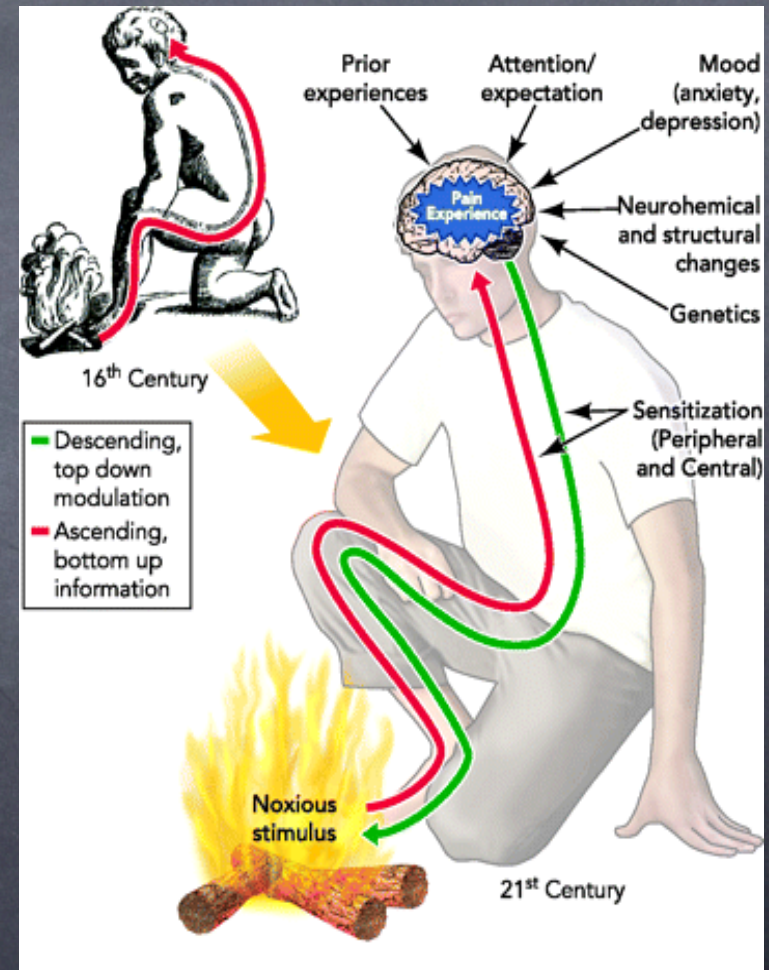 Prior
experiences
Attention/
expectation
Mood
(anxiety,
depression)
Pain
Experience
Neurohemical
and structural
changes
Genetics
16th Century
Descending,
top down
modulation
Ascending,
bottom up
information
Sensitization
(Peripheral
and Central)
Noxious
stimulus
21st Century